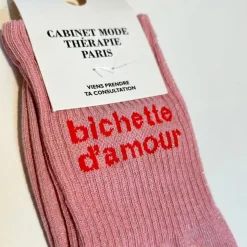 CABINET MODE
THÉRAPIE
PARIS
VIENS PRENDRE
TA CONSULTATION
bichette
d'amour